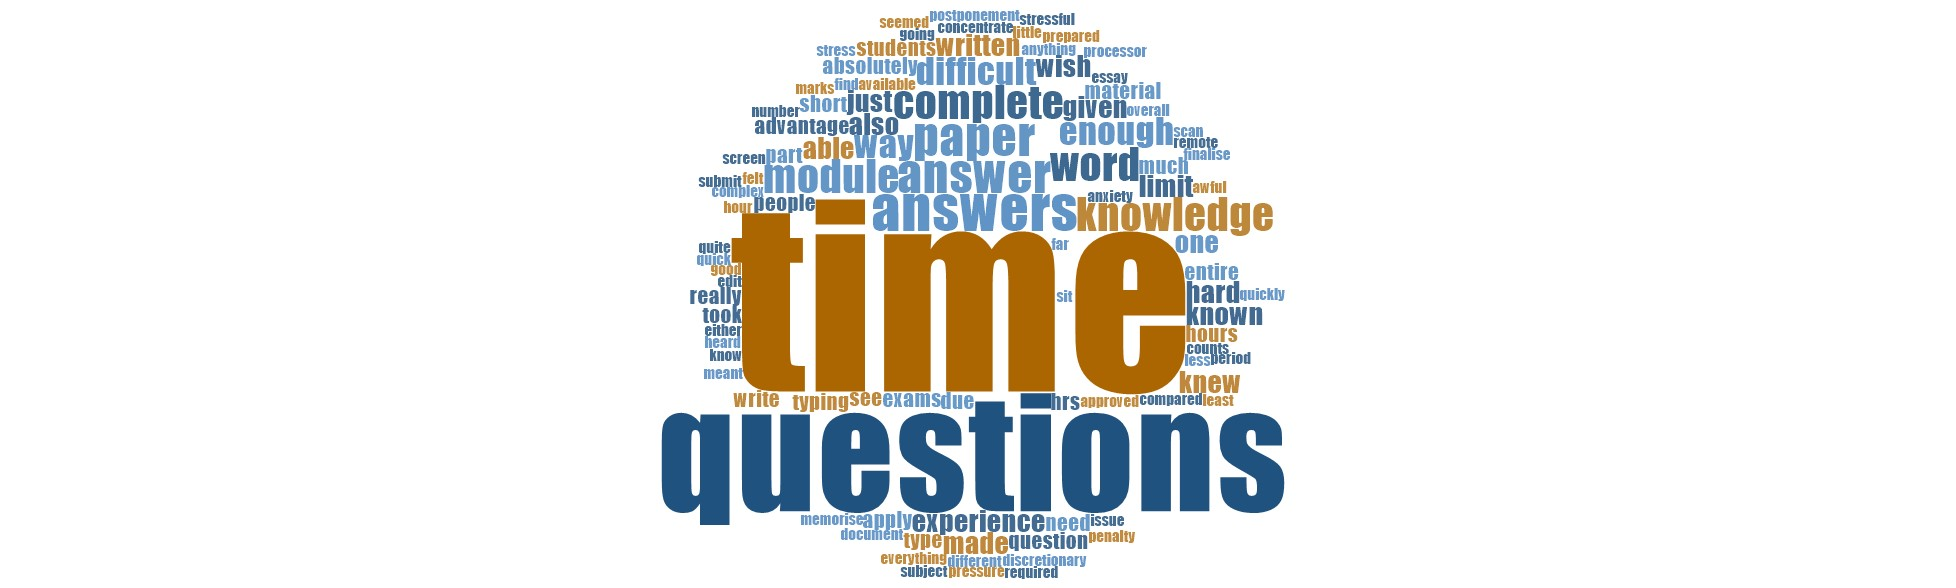 seemed postponement stressful
going concentrate little prepared
stress students written anything processor
absolutely difficult wish essay
marks find available material
number short just complete given overall
advantage also paper enough scan
screen part able way remote finalise
submit felt module answer word much
complex limit awful
hour people answers anxiety knowledge
time
quite far one
quick
good entire
edit
really sit hard quickly
took known
either hours
heard counts
know less period
meant knew
write typing see exams due hrs approved compared least
questions
memorise apply experience need issue
document type made question penalty
everything different discretionary
subject pressure required